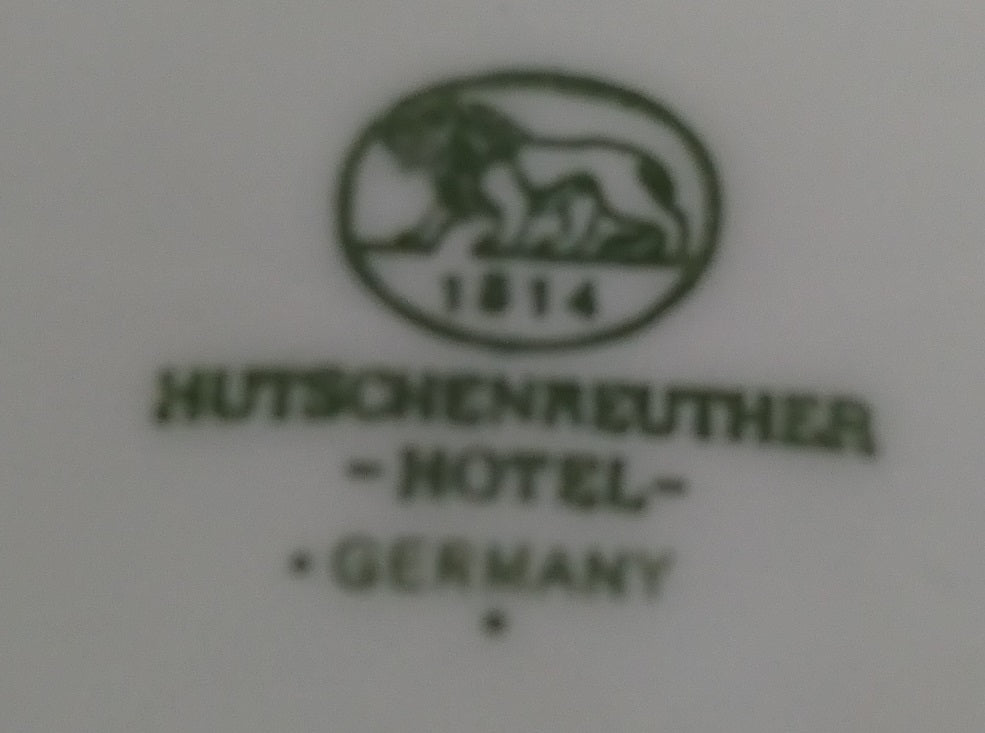 1814
HUTSCHENREUTHER
-HOTEL-
• GERMANY
•